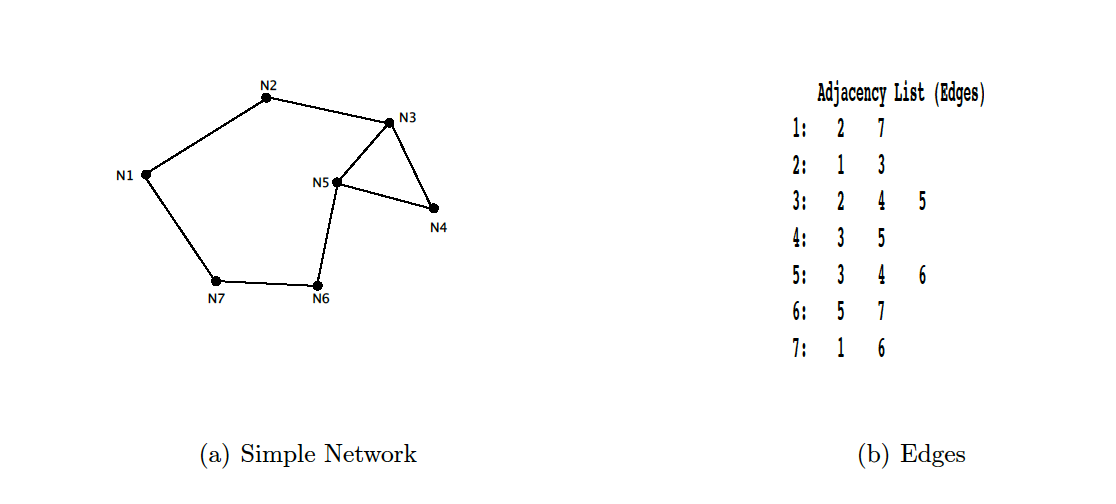 N2
N3
N1
N5
N4
N7
N6
(a) Simple Network
Adjacency List (Edges)
1: 2 7
2: 1 3
3: 2 4 5
4: 3 5
5: 3 4 6
6: 5 7
7: 1 6
(b) Edges